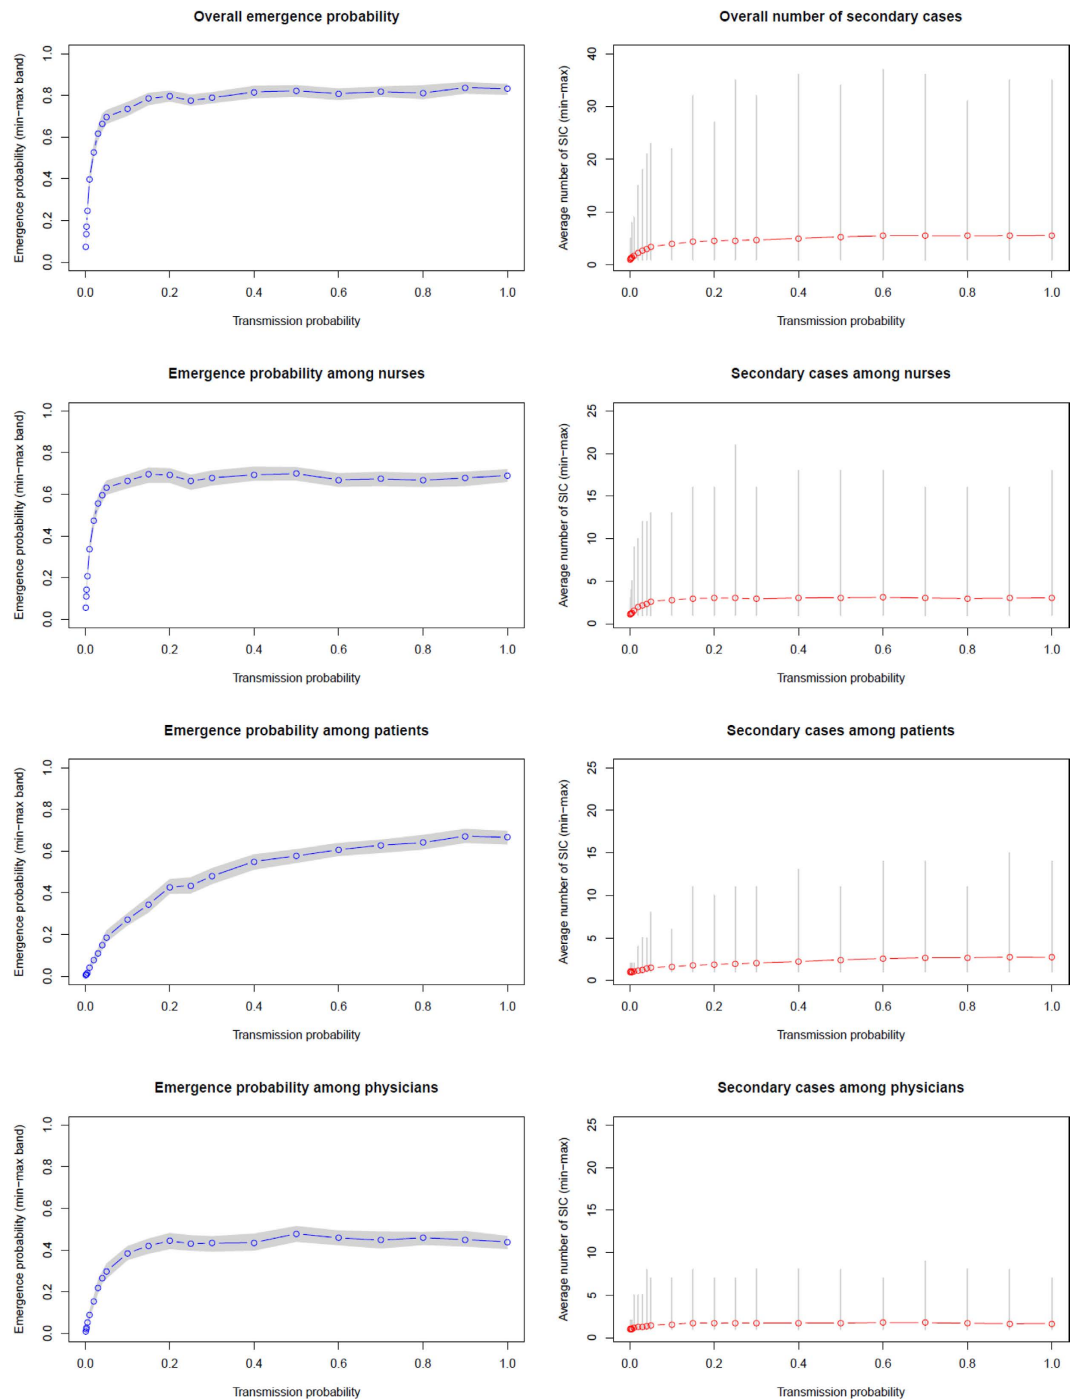 Overall emergence probability
Emergence probability (min−max band)
0.0 0.2 0.4 0.6 0.8 1.0
0.0 0.2 0.4 0.6 0.8 1.0
Transmission probability
Overall number of secondary cases
Average number of SIC (min−max)
0 10 20 30 40
0.0 0.2 0.4 0.6 0.8 1.0
Transmission probability
Emergence probability among nurses
Emergence probability (min−max band)
0.0 0.2 0.4 0.6 0.8 1.0
0.0 0.2 0.4 0.6 0.8 1.0
Transmission probability
Secondary cases among nurses
Average number of SIC (min−max)
0 5 10 15 20 25
0.0 0.2 0.4 0.6 0.8 1.0
Transmission probability
Emergence probability among patients
Emergence probability (min−max band)
0.0 0.2 0.4 0.6 0.8 1.0
0.0 0.2 0.4 0.6 0.8 1.0
Transmission probability
Secondary cases among patients
Average number of SIC (min−max)
0 5 10 15 20 25
0.0 0.2 0.4 0.6 0.8 1.0
Transmission probability
Emergence probability among physicians
Emergence probability (min−max band)
0.0 0.2 0.4 0.6 0.8 1.0
0.0 0.2 0.4 0.6 0.8 1.0
Transmission probability
Secondary cases among physicians
Average number of SIC (min−max)
0 5 10 15 20 25
0.0 0.2 0.4 0.6 0.8 1.0
Transmission probability